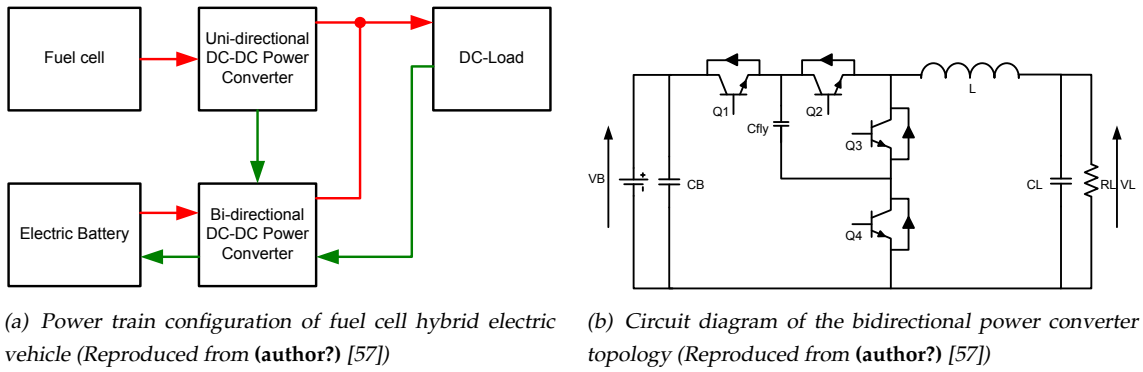 Fuel cell
Uni-directional
DC-DC Power
Converter
DC-Load
Electric Battery
Bi-directional
DC-DC Power
Converter
(a) Power train configuration of fuel cell hybrid electric
vehicle (Reproduced from (author?) [57])
Q1
Q2
L
Cfly
Q3
VB
+
-
CB
CL
RL
VL
Q4
(b) Circuit diagram of the bidirectional power converter
topology (Reproduced from (author?) [57])